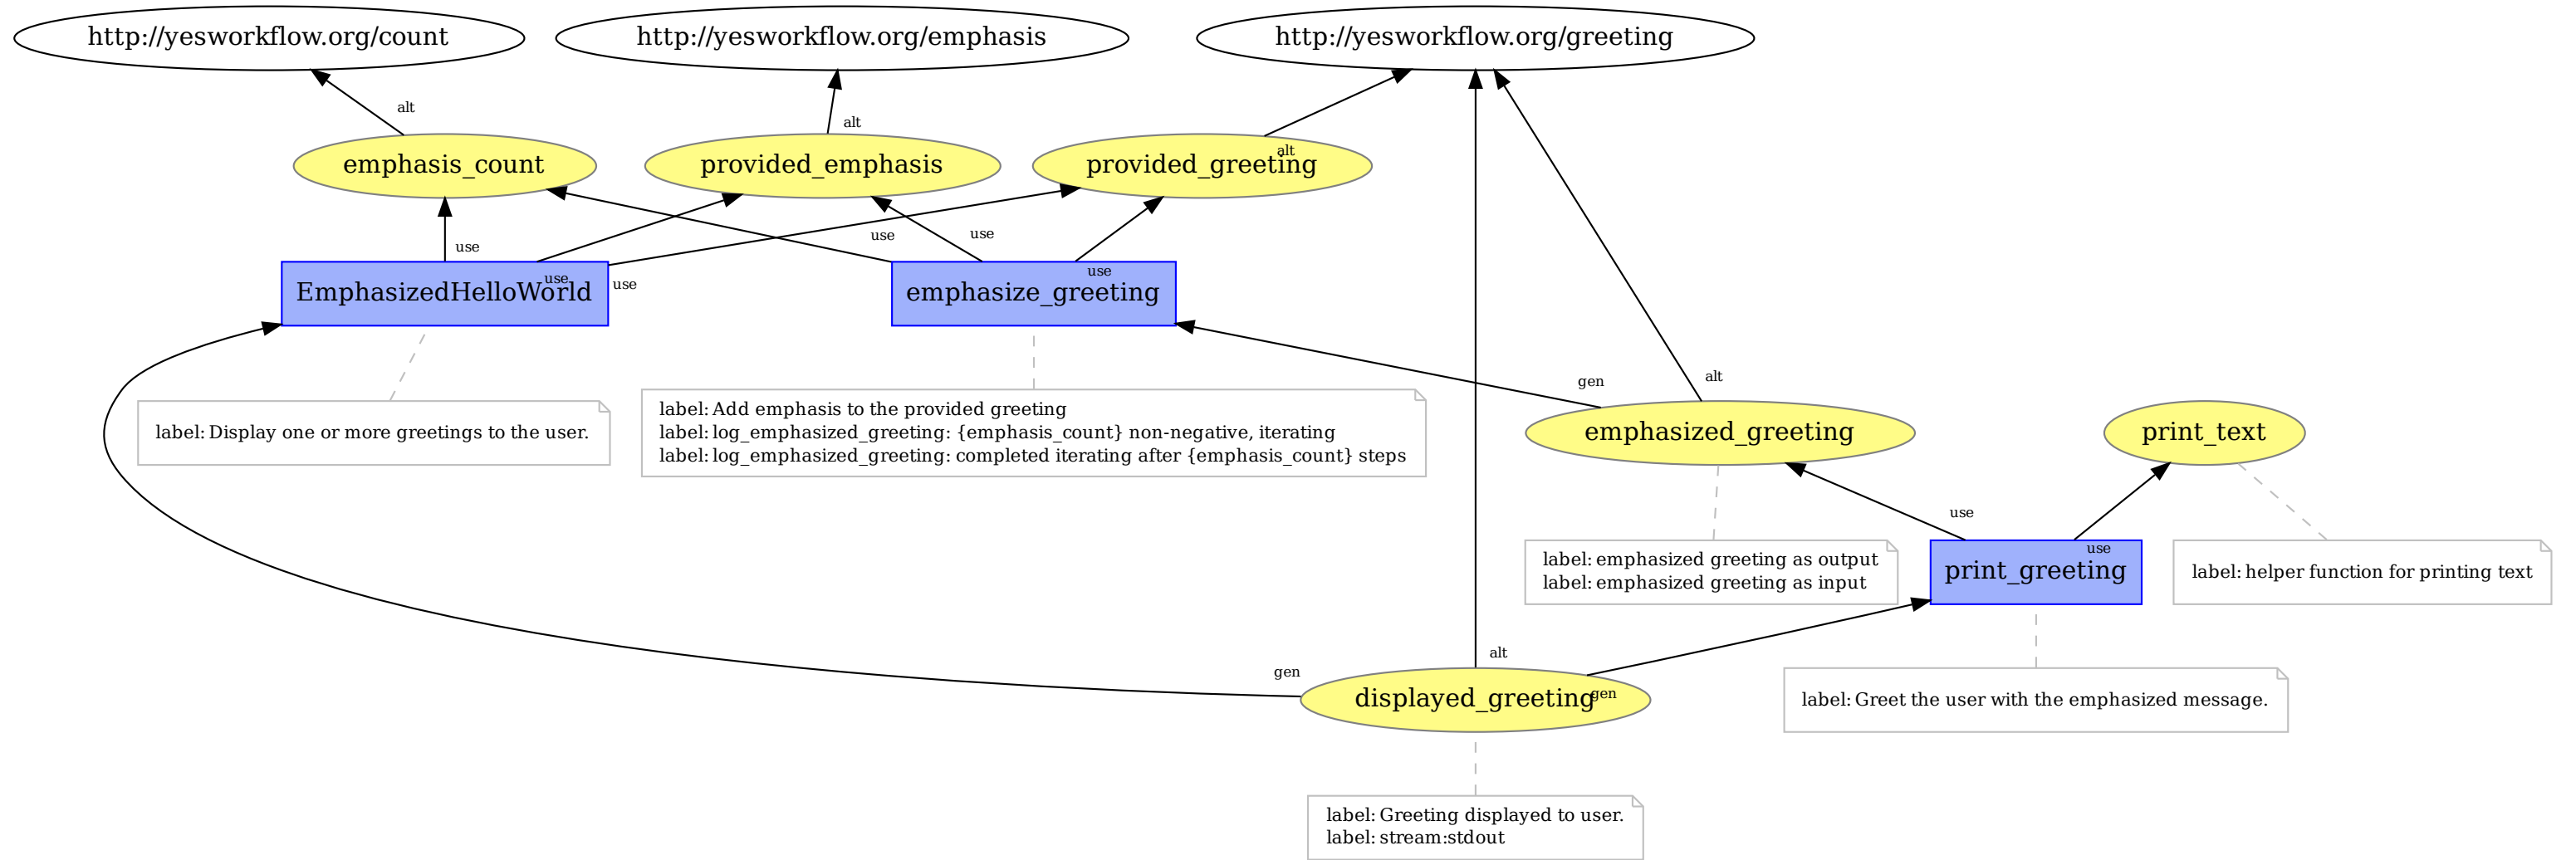 http://yesworkflow.org/count
http://yesworkflow.org/emphasis
http://yesworkflow.org/greeting
alt
alt
alt
emphasis_count
provided_emphasis
provided_greeting
use
use
use
use
use
use
EmphasizedHelloWorld
emphasize_greeting
gen
alt
label: Display one or more greetings to the user.
label: Add emphasis to the provided greeting
label: log_emphasized_greeting: {emphasis_count} non-negative, iterating
label: log_emphasized_greeting: completed iterating after {emphasis_count} steps
emphasized_greeting
print_text
use
use
label: emphasized greeting as output
label: emphasized greeting as input
print_greeting
label: helper function for printing text
gen
alt
gen
displayed_greeting
label: Greet the user with the emphasized message.
label: Greeting displayed to user.
label: stream:stdout